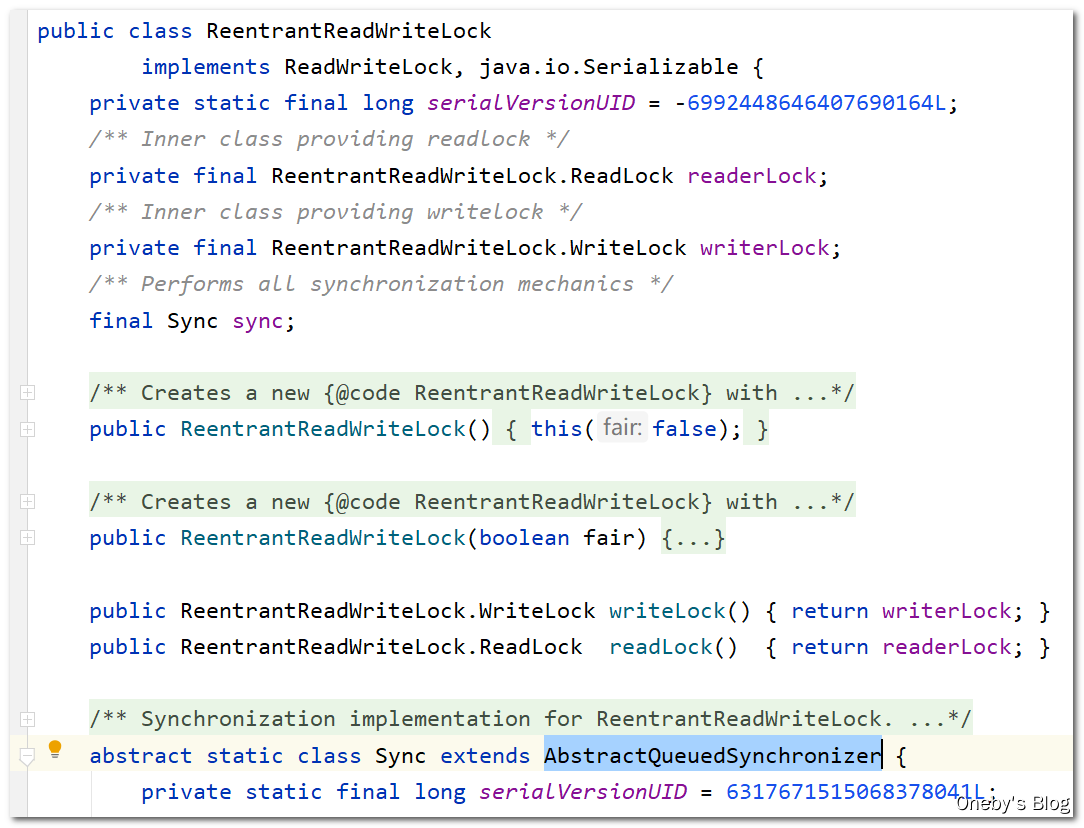 public class ReentrantReadWriteLock
implements ReadWriteLock, java.io.Serializable {
private static final long serialVersionUID = -6992448646407690164L;
/** Inner class providing readlock */
private final ReentrantReadWriteLock.ReadLock readerLock;
/** Inner class providing writelock */
private final ReentrantReadWriteLock.WriteLock writerLock;
/** Performs all synchronization mechanics */
final Sync sync;
/** Creates a new {@code ReentrantReadWriteLock} with ...*/
public ReentrantReadWriteLock() { this( fair: false); }
/** Creates a new {@code ReentrantReadWriteLock} with ...*/
public ReentrantReadWriteLock(boolean fair) {...}
public ReentrantReadWriteLock.WriteLock writeLock() { return writerLock; }
public ReentrantReadWriteLock.ReadLock  readLock()  { return readerLock; }
/** Synchronization implementation for ReentrantReadWriteLock. ...*/
abstract static class Sync extends AbstractQueuedSynchronizer {
private static final long serialVersionUID = 6317671515068378041L;
Oneby's Blog